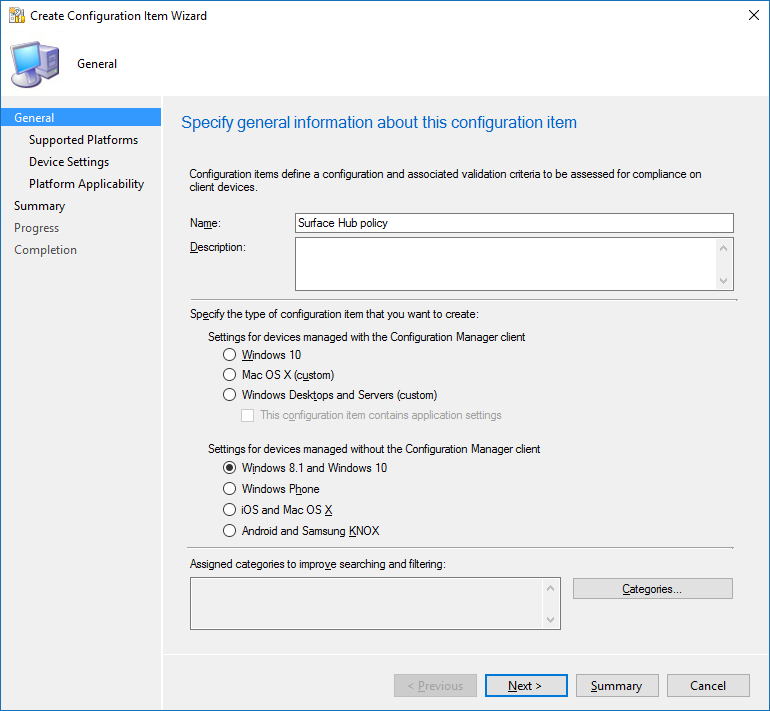 Create Configuration Item Wizard
General
General
Supported Platforms
Device Settings
Platform Applicability
Summary
Progress
Completion
Specify general information about this configuration item
Configuration items define a configuration and associated validation criteria to be assessed for compliance on
client devices.
Name: Surface Hub policy
Description:
Specify the type of configuration item that you want to create:
Settings for devices managed with the Configuration Manager client
Windows 10
Mac OS X (custom)
Windows Desktops and Servers (custom)
This configuration item contains application settings
Settings for devices managed without the Configuration Manager client
Windows 8.1 and Windows 10
Windows Phone
iOS and Mac OS X
Android and Samsung KNOX
Assigned categories to improve searching and filtering:
Categories...
< Previous Next > Summary Cancel